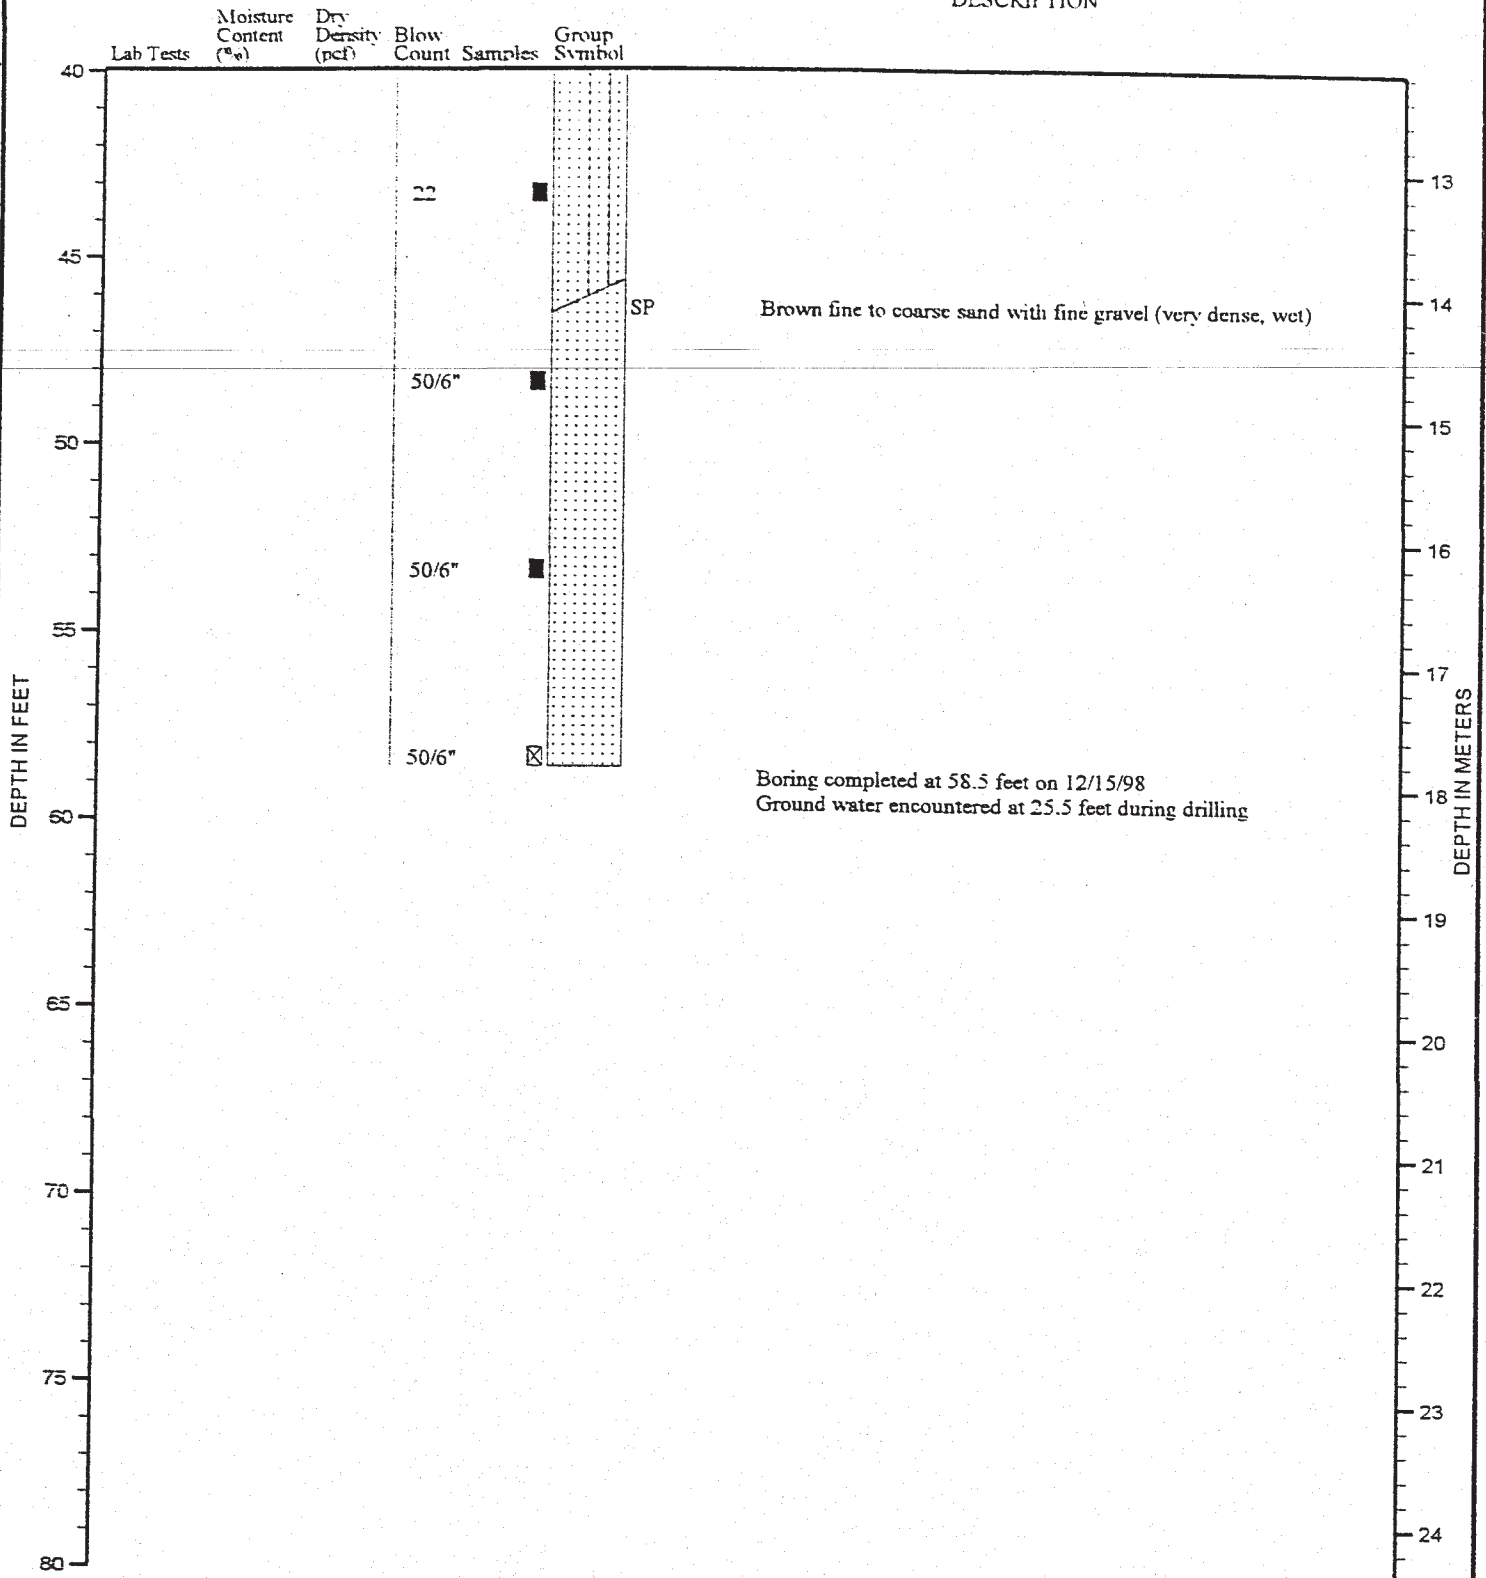 DESCRIPTION
Moisture Content (%)
Dry Density (pcf)
Lab Tests
Blow Count
Samples
Group Symbol
40
22
13
45
SP
Brown fine to coarse sand with fine gravel (very dense, wet)
14
50/6"
50
15
50/6"
16
55
17
DEPTH IN FEET
DEPTH IN METERS
50/6"
Boring completed at 58.5 feet on 12/15/98
18
Ground water encountered at 25.5 feet during drilling
60
19
65
20
21
70
22
75
23
24
80